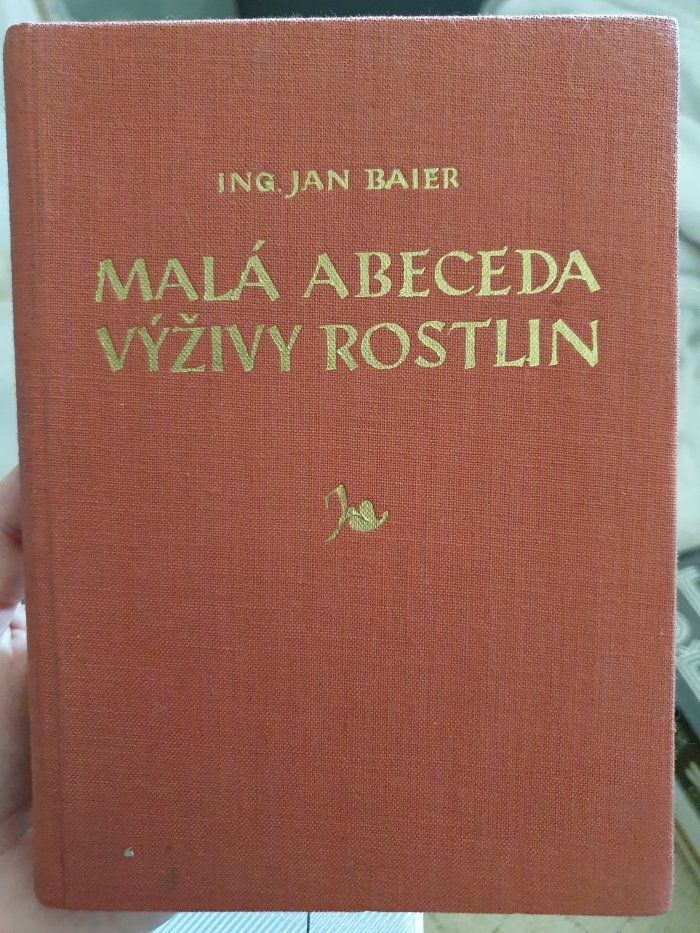 ING. JAN BAIER
MALÁ ABECEDA
VÝŽIVY ROSTLIN